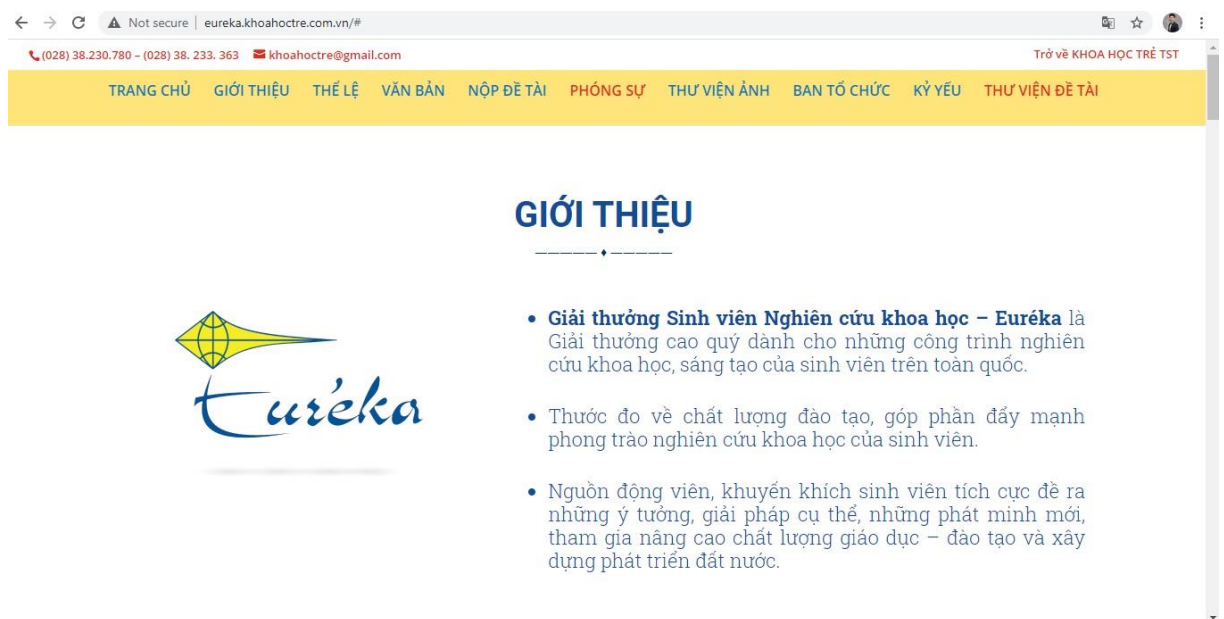 Not secure | eureka.khoahoctre.com.vn/#
(028) 38.230.780 – (028) 38. 233. 363 khoahoctre@gmail.com Trở về KHOA HỌC TRẺ TST
TRANG CHỦ GIỚI THIỆU THỂ LỆ VĂN BẢN NỘP ĐỀ TÀI PHÓNG SỰ THƯ VIỆN ẢNH BAN TỔ CHỨC KỶ YẾU THƯ VIỆN ĐỀ TÀI
GIỚI THIỆU
Euréka
• Giải thưởng Sinh viên Nghiên cứu khoa học – Euréka là
Giải thưởng cao quý dành cho những công trình nghiên
cứu khoa học, sáng tạo của sinh viên trên toàn quốc.
• Thước đo về chất lượng đào tạo, góp phần đẩy mạnh
phong trào nghiên cứu khoa học của sinh viên.
• Nguồn động viên, khuyến khích sinh viên tích cực đề ra
những ý tưởng, giải pháp cụ thể, những phát minh mới,
tham gia nâng cao chất lượng giáo dục – đào tạo và xây
dựng phát triển đất nước.